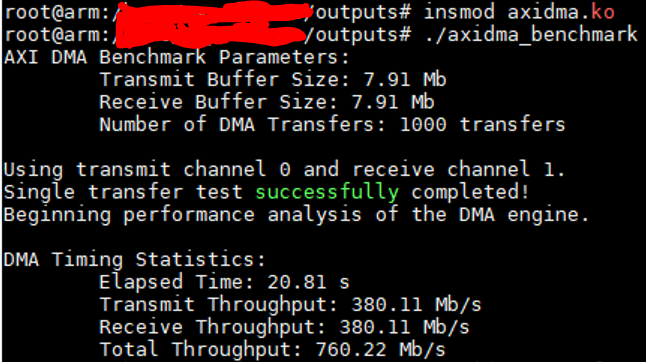 root@arm:/ /outputs# insmod axidma.ko
root@arm:/ /outputs# ./axidma_benchmark
AXI DMA Benchmark Parameters:
Transmit Buffer Size: 7.91 Mb
Receive Buffer Size: 7.91 Mb
Number of DMA Transfers: 1000 transfers
Using transmit channel 0 and receive channel 1.
Single transfer test successfully completed!
Beginning performance analysis of the DMA engine.
DMA Timing Statistics:
Elapsed Time: 20.81 s
Transmit Throughput: 380.11 Mb/s
Receive Throughput: 380.11 Mb/s
Total Throughput: 760.22 Mb/s